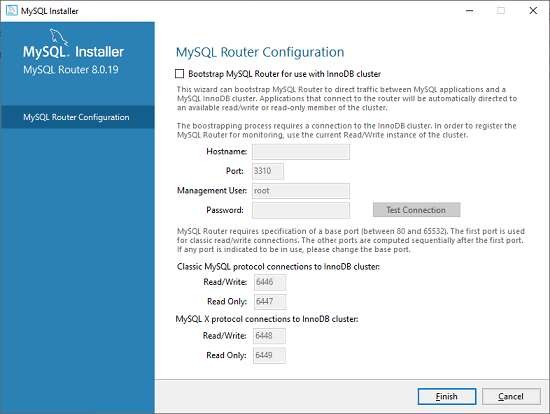 MySQL Installer
MySQL. Installer
MySQL Router 8.0.19
MySQL Router Configuration
MySQL Router Configuration
Bootstrap MySQL Router for use with InnoDB cluster
This wizard can bootstrap MySQL Router to direct traffic between MySQL applications and a
MySQL InnoDB cluster. Applications that connect to the router will be automatically directed to
an available read/write or read-only member of the cluster.
The boostrapping process requires a connection to the InnoDB cluster. In order to register the
MySQL Router for monitoring, use the current Read/Write instance of the cluster.
Hostname:
Port: 3310
Management User: root
Password: Test Connection
MySQL Router requires specification of a base port (between 80 and 65532). The first port is used
for classic read/write connections. The other ports are computed sequentially after the first port.
If any port is indicated to be in use, please change the base port.
Classic MySQL protocol connections to InnoDB cluster:
Read/Write: 6446
Read Only: 6447
MySQL X protocol connections to InnoDB cluster:
Read/Write: 6448
Read Only: 6449
Finish Cancel